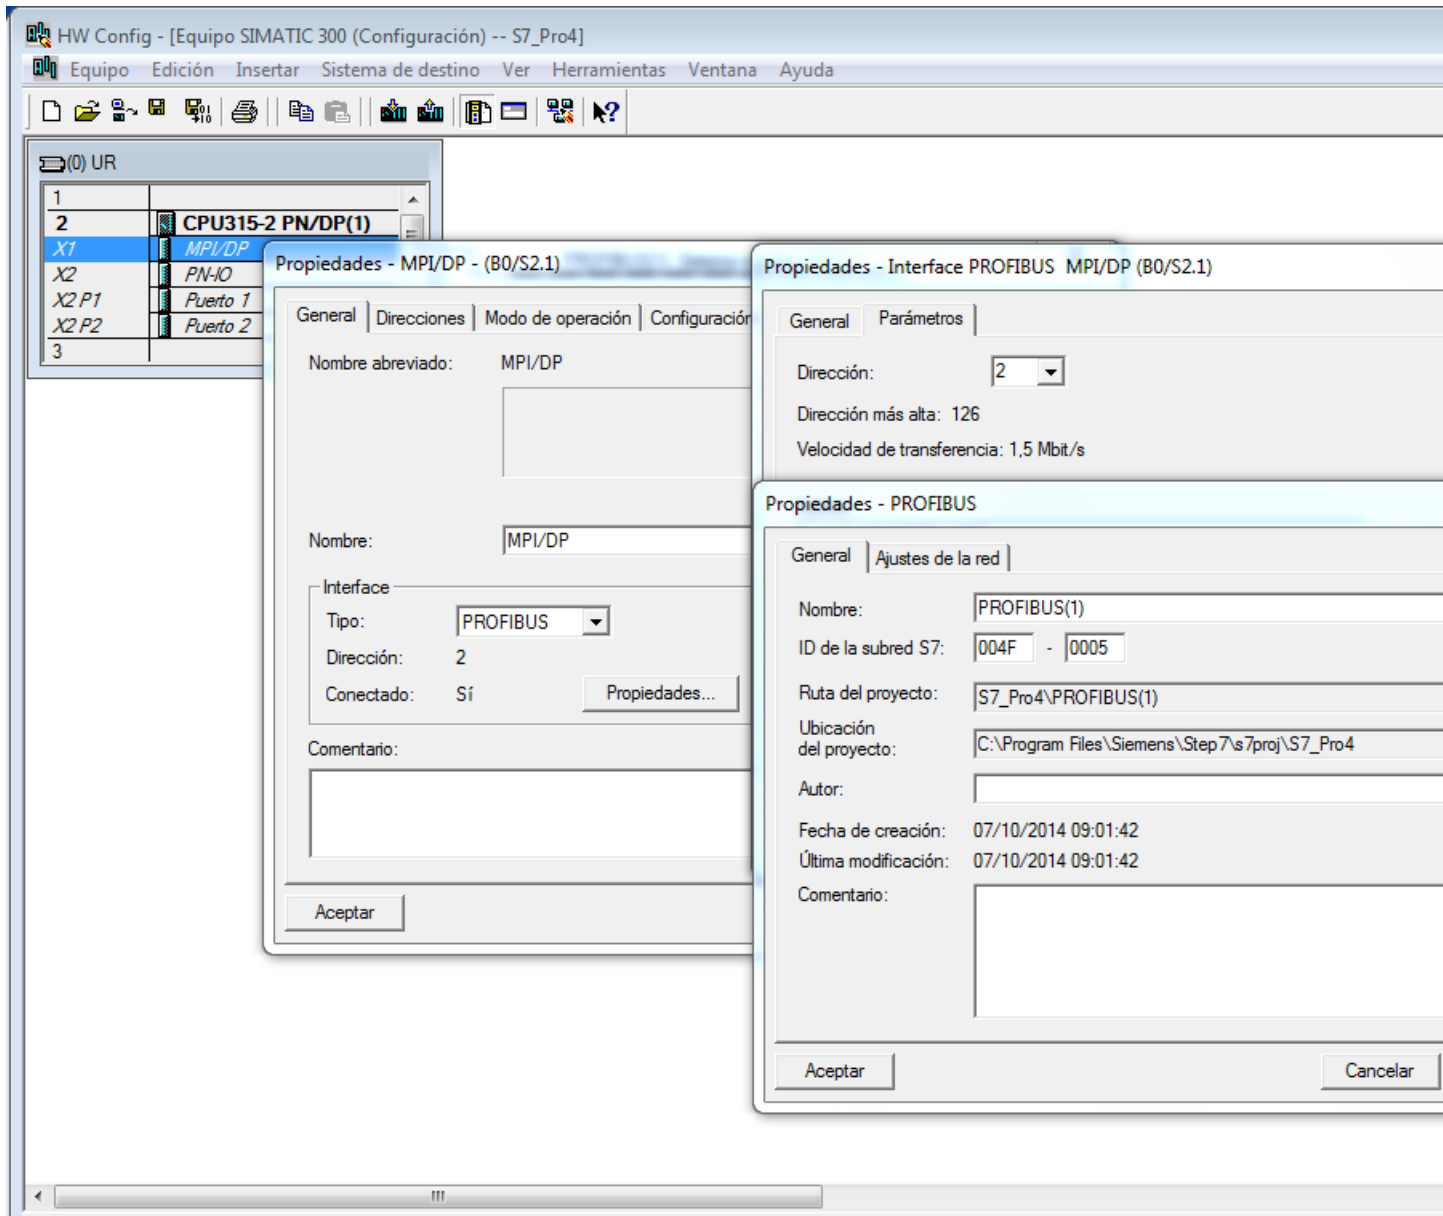 HW Config - [Equipo SIMATIC 300 (Configuración) -- S7_Pro4]
Equipo Edición Insertar Sistema de destino Ver Herramientas Ventana Ayuda
(0) UR
1
2 CPU315-2 PN/DP(1)
X1 MPI/DP
X2 PN-IO
X2 P1 Puerto 1
X2 P2 Puerto 2
3
Propiedades - MPI/DP - (B0/S2.1)
General Direcciones Modo de operación Configuración
Nombre abreviado: MPI/DP
Nombre: MPI/DP
Interface
Tipo: PROFIBUS
Dirección: 2
Conectado: Sí Propiedades...
Comentario:
Aceptar
Propiedades - Interface PROFIBUS MPI/DP (B0/S2.1)
General Parámetros
Dirección: 2
Dirección más alta: 126
Velocidad de transferencia: 1,5 Mbit/s
Propiedades - PROFIBUS
General Ajustes de la red
Nombre: PROFIBUS(1)
ID de la subred S7: 004F - 0005
Ruta del proyecto: S7_Pro4\PROFIBUS(1)
Ubicación
del proyecto: C:\Program Files\Siemens\Step7\s7proj\S7_Pro4
Autor:
Fecha de creación: 07/10/2014 09:01:42
Última modificación: 07/10/2014 09:01:42
Comentario:
Aceptar Cancelar